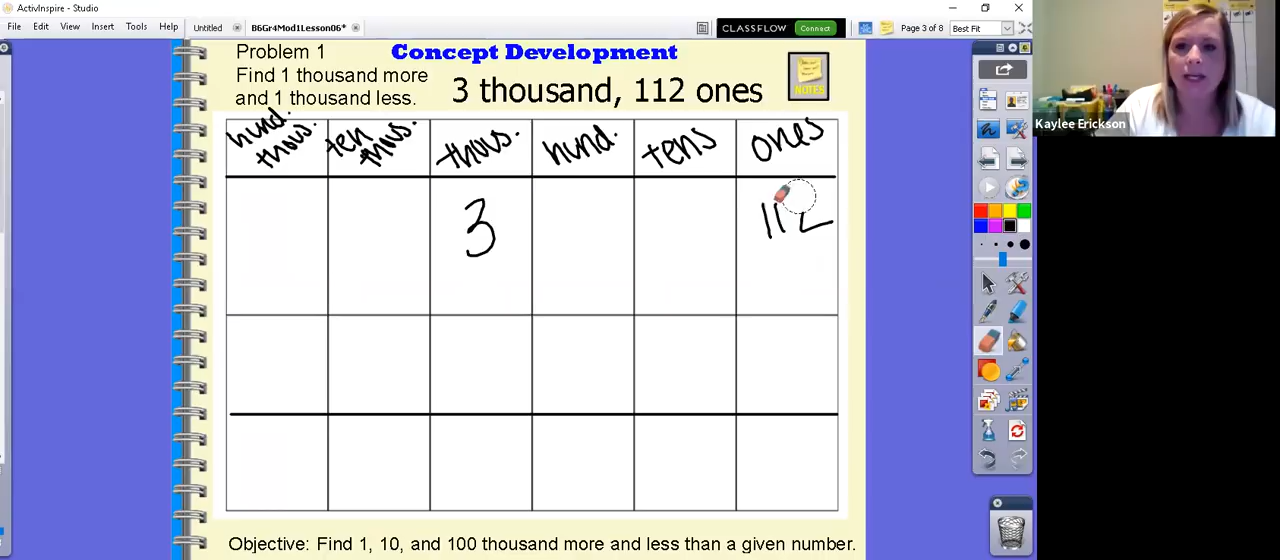 ActivInspire - Studio
File Edit View Insert Tools Help
Untitled
B6Gr4Mod1Lesson06*
CLASSFLOW Connect
Page 3 of 8
Best Fit
Problem 1
Find 1 thousand more
and 1 thousand less.
Concept Development
3 thousand, 112 ones
NOTES
hund. thous.
ten thous.
thous.
hund.
tens
ones
3
112
Objective: Find 1, 10, and 100 thousand more and less than a given number.
Kaylee Erickson